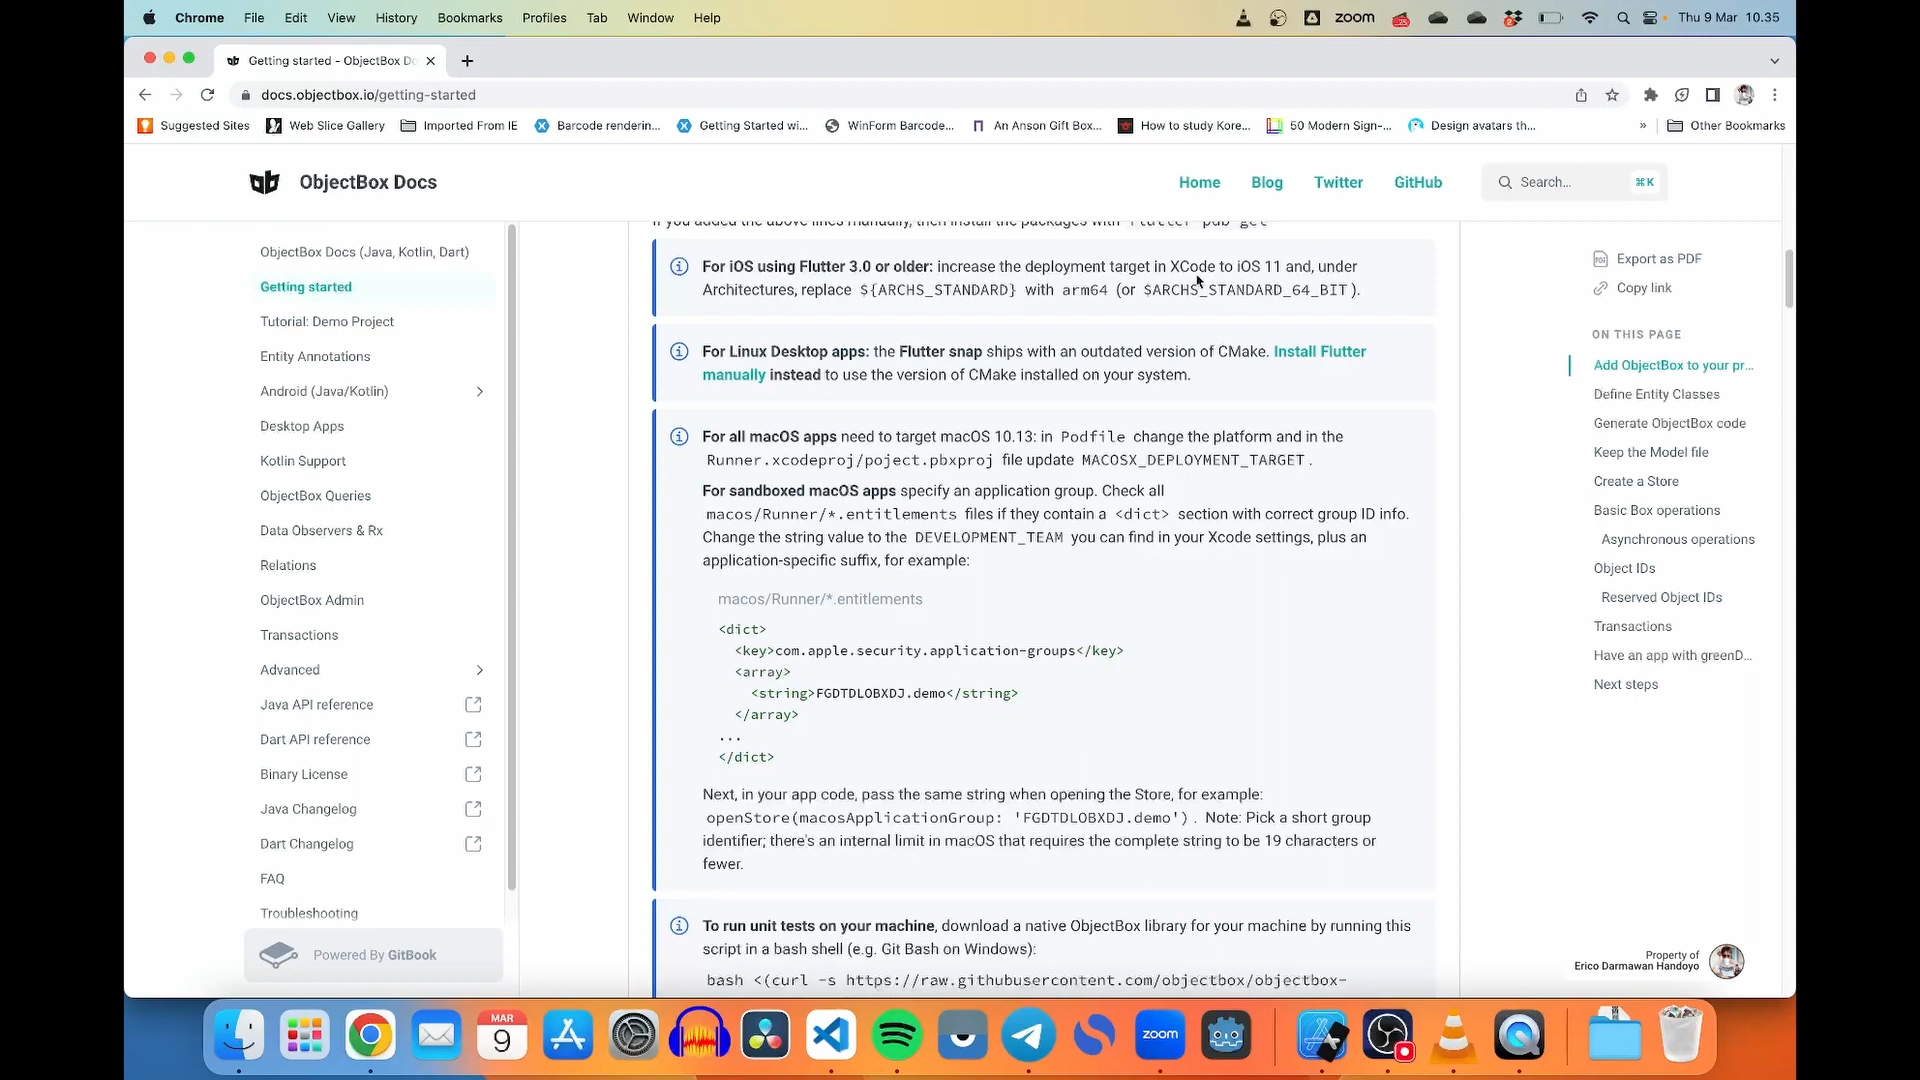 Chrome File Edit View History Bookmarks Profiles Tab Window Help
zoom
Thu 9 Mar 10.35
Getting started - ObjectBox Do
docs.objectbox.io/getting-started
Suggested Sites
Web Slice Gallery
Imported From IE
Barcode renderin...
Getting Started wi...
WinForm Barcode...
An Anson Gift Box...
How to study Kore...
50 Modern Sign-...
Design avatars th...
»
Other Bookmarks
ObjectBox Docs
Home
Blog
Twitter
GitHub
Search...
⌘K
ObjectBox Docs (Java, Kotlin, Dart)
Getting started
Tutorial: Demo Project
Entity Annotations
Android (Java/Kotlin)
Desktop Apps
Kotlin Support
ObjectBox Queries
Data Observers & Rx
Relations
ObjectBox Admin
Transactions
Advanced
Java API reference
Dart API reference
Binary License
Java Changelog
Dart Changelog
FAQ
Troubleshooting
Powered By GitBook
If you added the above lines manually, then install the packages with flutter pub get
For iOS using Flutter 3.0 or older: increase the deployment target in XCode to iOS 11 and, under
Architectures, replace ${ARCHS_STANDARD} with arm64 (or $ARCHS_STANDARD_64_BIT ).
For Linux Desktop apps: the Flutter snap ships with an outdated version of CMake. Install Flutter
manually instead to use the version of CMake installed on your system.
For all macOS apps need to target macOS 10.13: in Podfile change the platform and in the
Runner.xcodeproj/poject.pbxproj file update MACOSX_DEPLOYMENT_TARGET .
For sandboxed macOS apps specify an application group. Check all
macos/Runner/*.entitlements files if they contain a <dict> section with correct group ID info.
Change the string value to the DEVELOPMENT_TEAM you can find in your Xcode settings, plus an
application-specific suffix, for example:
macos/Runner/*.entitlements
<dict>
<key>com.apple.security.application-groups</key>
<array>
<string>FGDTDLOBXDJ.demo</string>
</array>
...
</dict>
Next, in your app code, pass the same string when opening the Store, for example:
openStore(macosApplicationGroup: 'FGDTDLOBXDJ.demo') . Note: Pick a short group
identifier; there's an internal limit in macOS that requires the complete string to be 19 characters or
fewer.
To run unit tests on your machine, download a native ObjectBox library for your machine by running this
script in a bash shell (e.g. Git Bash on Windows):
bash <(curl -s https://raw.githubusercontent.com/objectbox/objectbox-
Export as PDF
Copy link
ON THIS PAGE
Add ObjectBox to your pr...
Define Entity Classes
Generate ObjectBox code
Keep the Model file
Create a Store
Basic Box operations
Asynchronous operations
Object IDs
Reserved Object IDs
Transactions
Have an app with greenD...
Next steps
Property of
Erico Darmawan Handoyo
MAR
9
zoom